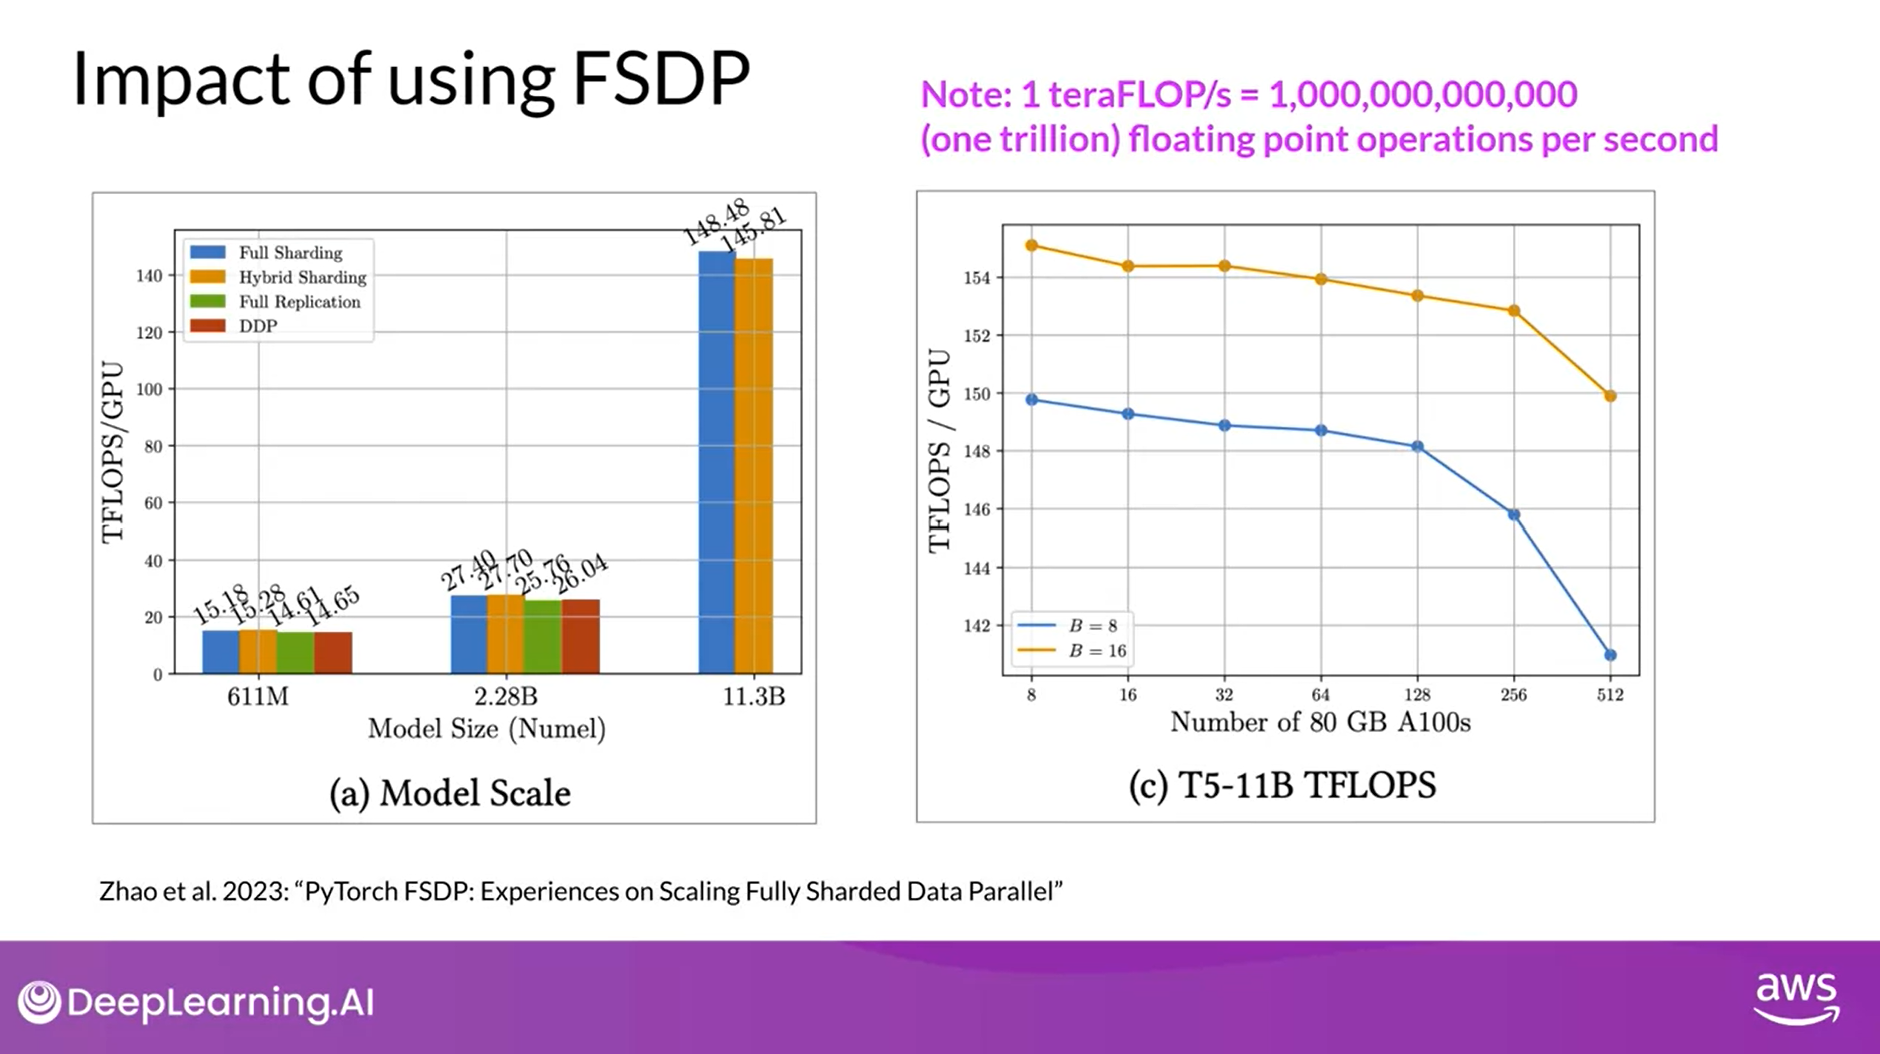 Impact of using FSDP
Note: 1 teraFLOP/s = 1,000,000,000,000
(one trillion) floating point operations per second
148.48
145.81
Full Sharding
Hybrid Sharding
Full Replication
DDP
140
120
100
80
60
40
20
0
TFLOPS/GPU
15.18
15.28
14.61
14.65
27.40
27.70
25.76
26.04
611M
2.28B
11.3B
Model Size (Numel)
(a) Model Scale
154
152
150
148
146
144
142
TFLOPS / GPU
B = 8
B = 16
8
16
32
64
128
256
512
Number of 80 GB A100s
(c) T5-11B TFLOPS
Zhao et al. 2023: “PyTorch FSDP: Experiences on Scaling Fully Sharded Data Parallel”
DeepLearning.AI
aws